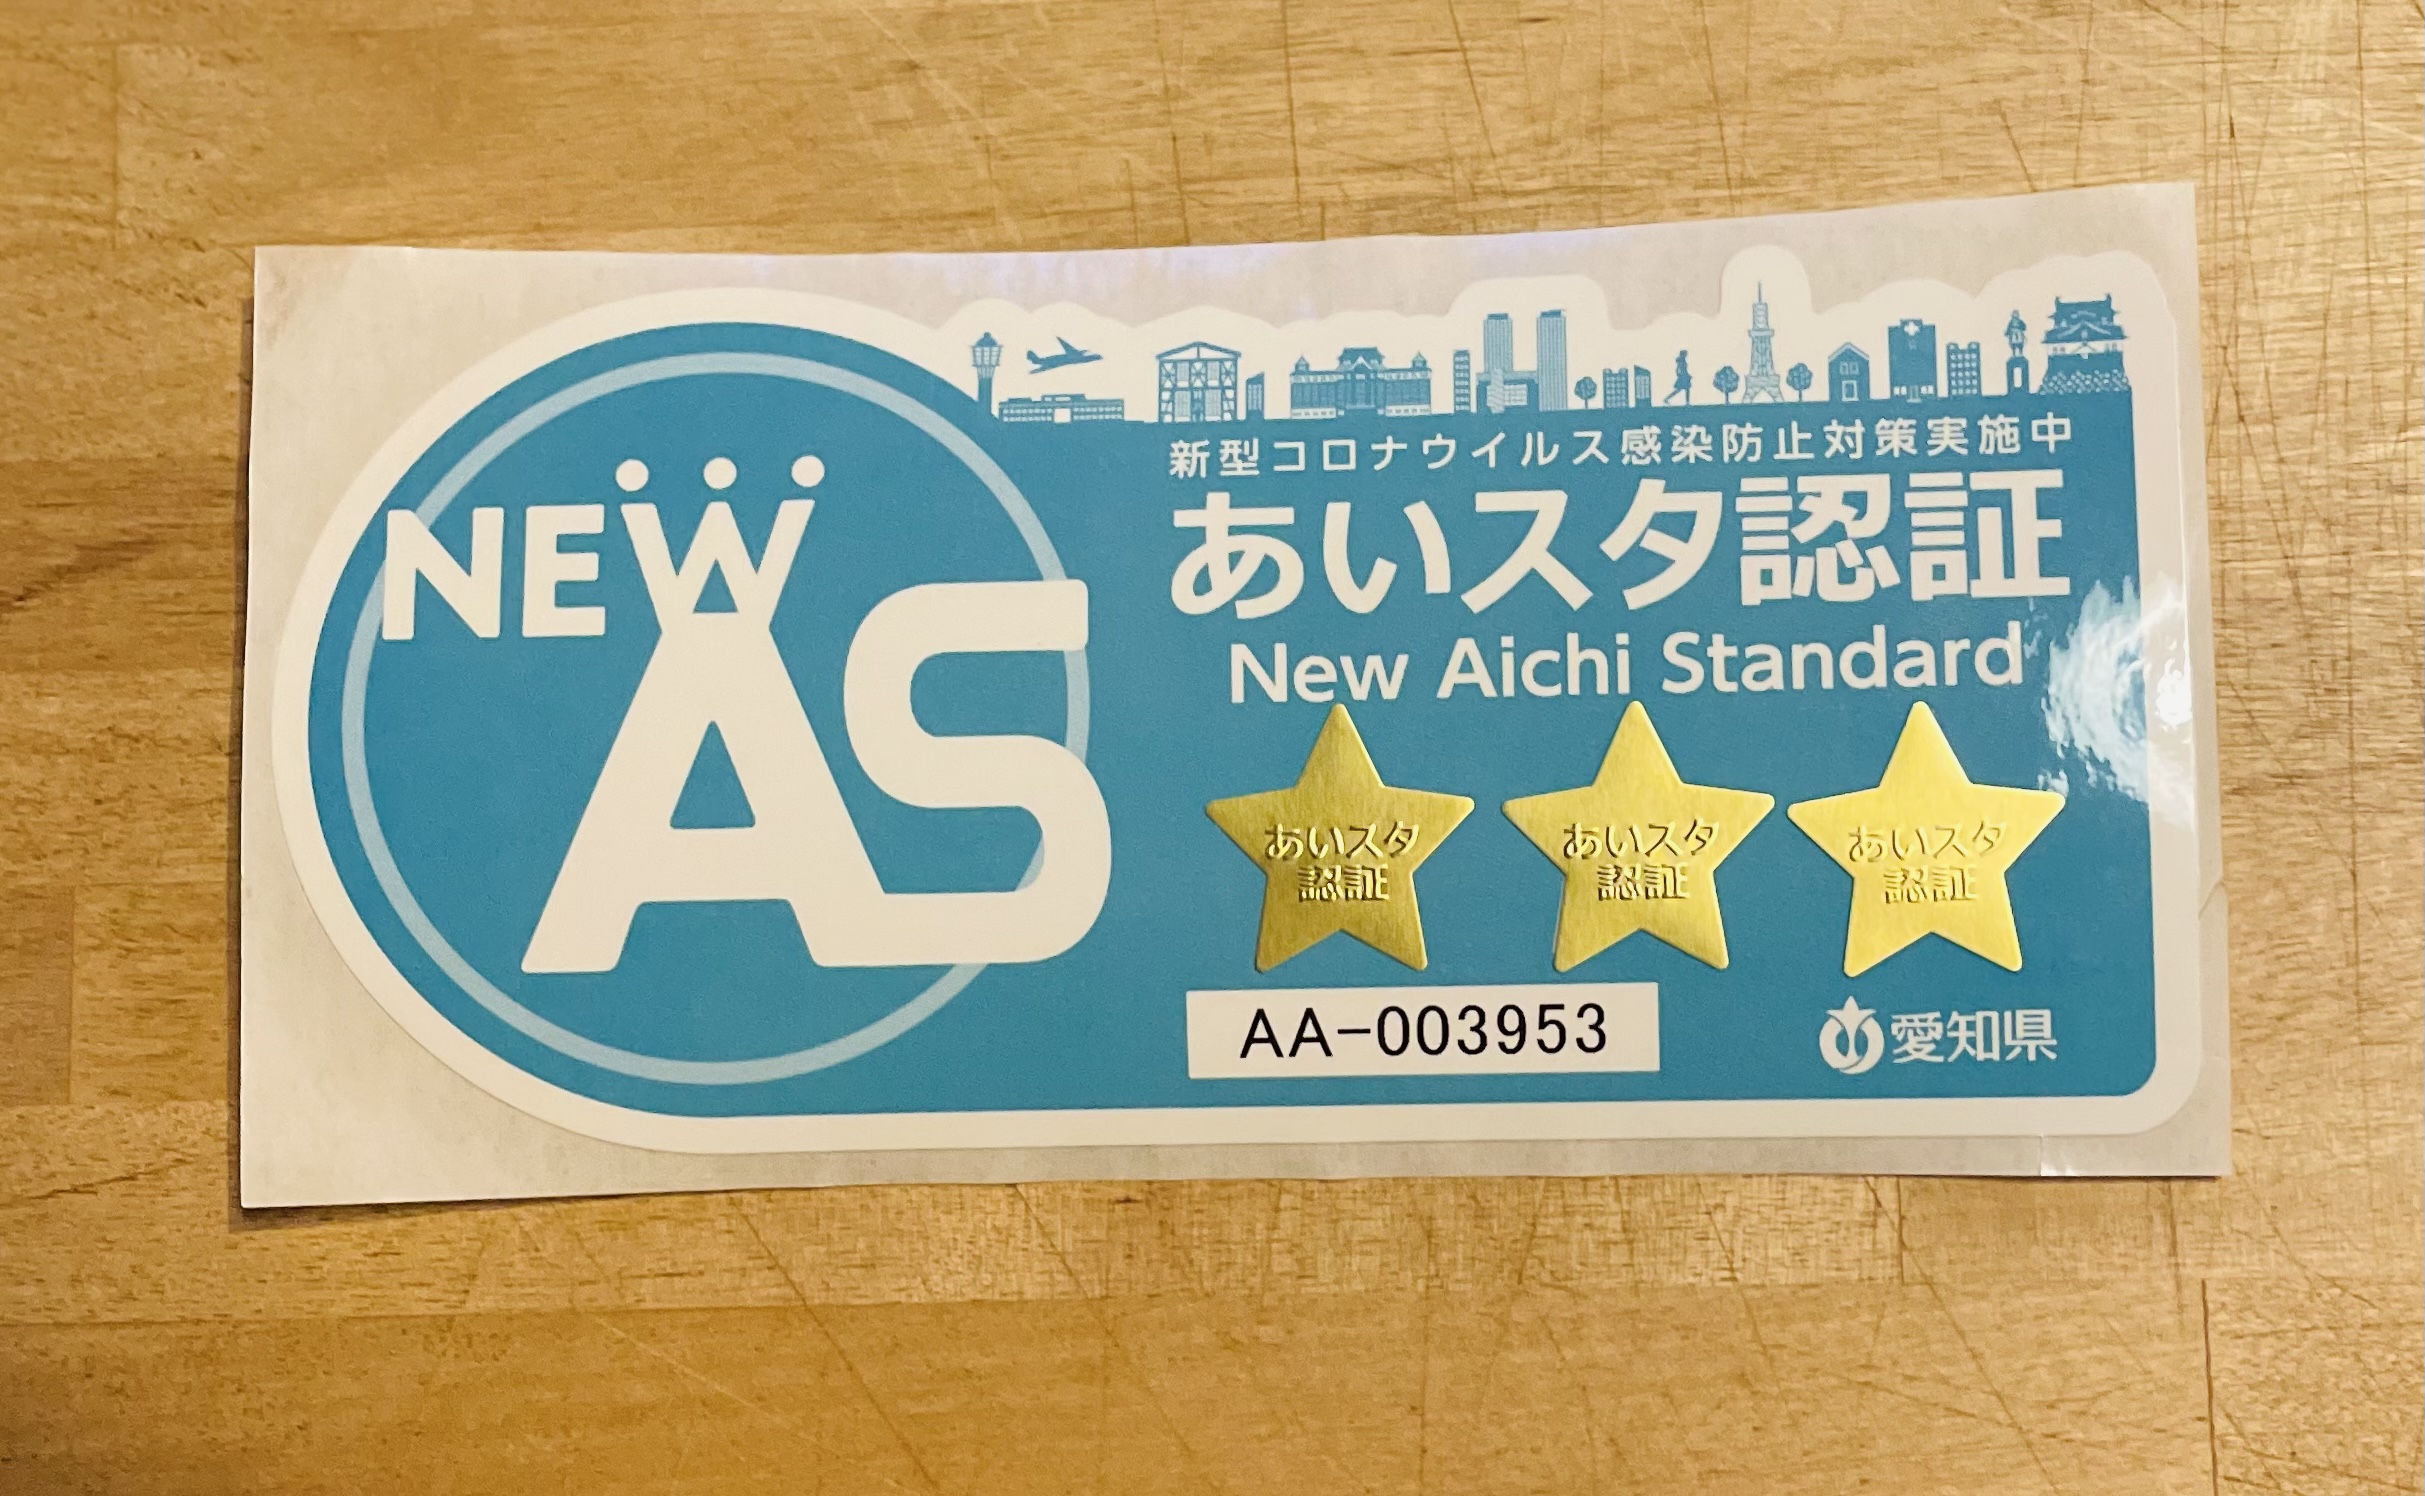 NEW
AS
新型コロナウイルス感染防止対策実施中
あいスタ認証
New Aichi Standard
あいスタ
認証
あいスタ
認証
あいスタ
認証
AA-003953
愛知県